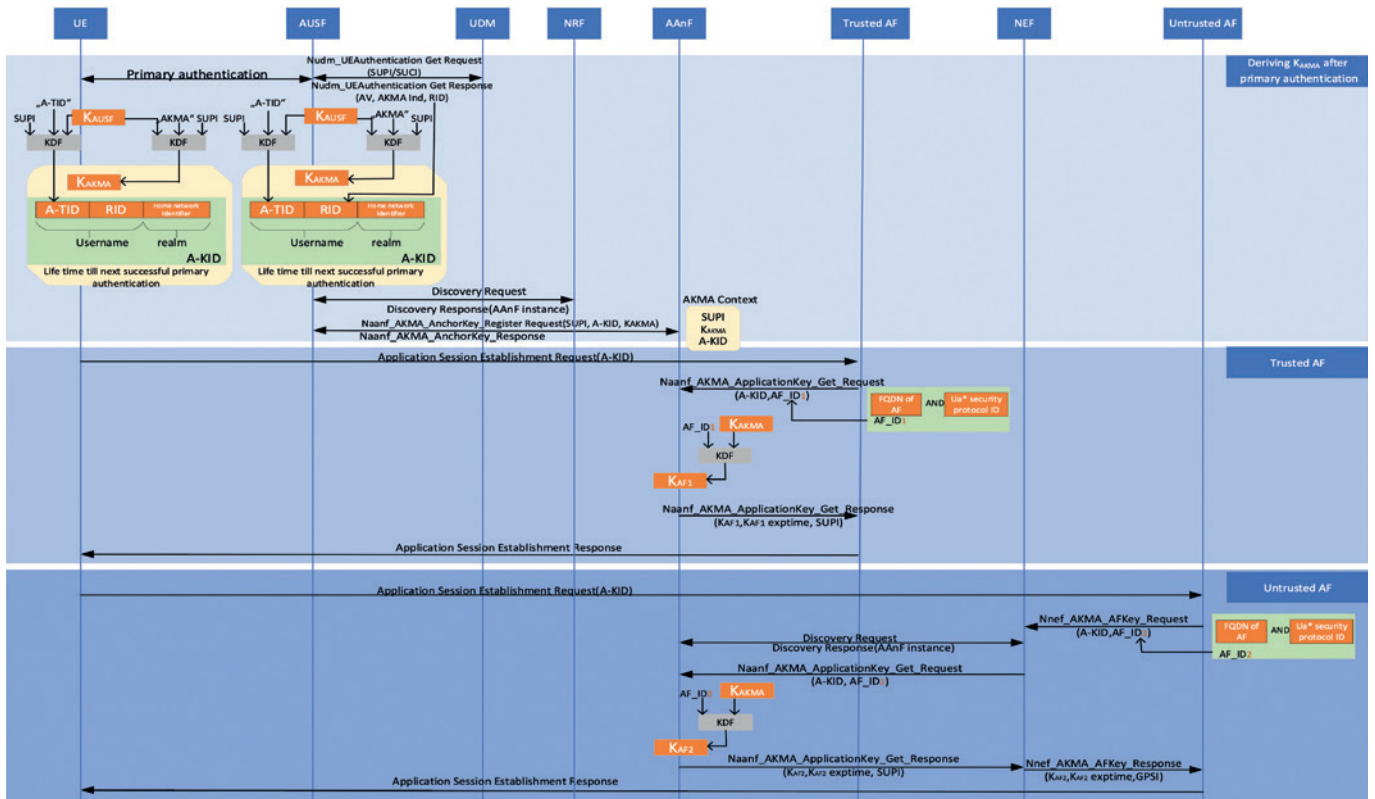 UE
AUSF
UDM
NRF
AAnF
Trusted AF
NEF
Untrusted AF
Deriving KAKMA after
primary authentication
Primary authentication
Nudm_UEAuthentication Get Request
(SUPI/SUCI)
Nudm_UEAuthentication Get Response
(AV, AKMA Ind, RID)
„A-TID"
SUPI
KAUSF
„AKMA"
SUPI
KDF
KDF
KAKMA
A-TID
RID
Home network
identifier
Username
realm
A-KID
Life time till next successful primary
authentication
„A-TID"
SUPI
KAUSF
„AKMA"
SUPI
KDF
KDF
KAKMA
A-TID
RID
Home network
identifier
Username
realm
A-KID
Life time till next successful primary
authentication
Discovery Request
Discovery Response(AAnF instance)
Naanf_AKMA_AnchorKey_Register Request(SUPI, A-KID, KAKMA)
Naanf_AKMA_AnchorKey_Response
AKMA Context
SUPI
KAKMA
A-KID
Trusted AF
Application Session Establishment Request(A-KID)
Naanf_AKMA_ApplicationKey_Get_Request
(A-KID,AF_ID1)
FQDN of
AF
AND
Ua* security
protocol ID
AF_ID1
AF_ID1
KAKMA
KDF
KAF1
Naanf_AKMA_ApplicationKey_Get_Response
(KAF1,KAF1 exptime, SUPI)
Application Session Establishment Response
Untrusted AF
Application Session Establishment Request(A-KID)
Nnef_AKMA_AFKey_Request
(A-KID,AF_ID2)
FQDN of
AF
AND
Ua* security
protocol ID
AF_ID2
Discovery Request
Discovery Response(AAnF instance)
Naanf_AKMA_ApplicationKey_Get_Request
(A-KID, AF_ID2)
AF_ID2
KAKMA
KDF
KAF2
Naanf_AKMA_ApplicationKey_Get_Response
(KAF2,KAF2 exptime, SUPI)
Nnef_AKMA_AFKey_Response
(KAF2,KAF2 exptime,GPSI)
Application Session Establishment Response